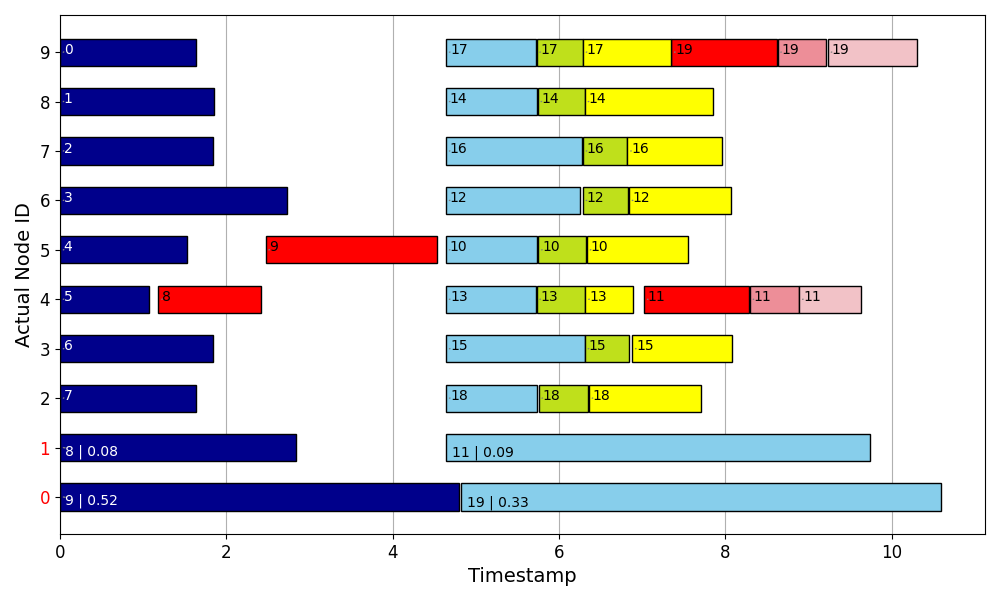 9 0 17 17 17 19 19 19
8 1 14 14 14
7 2 16 16 16
6 3 12 12 12
5 4 9 10 10 10
4 5 8 13 13 13 11 11 11
3 6 15 15 15
2 7 18 18 18
1 8 | 0.08 11 | 0.09
0 9 | 0.52 19 | 0.33
0 2 4 6 8 10
Timestamp
Actual Node ID